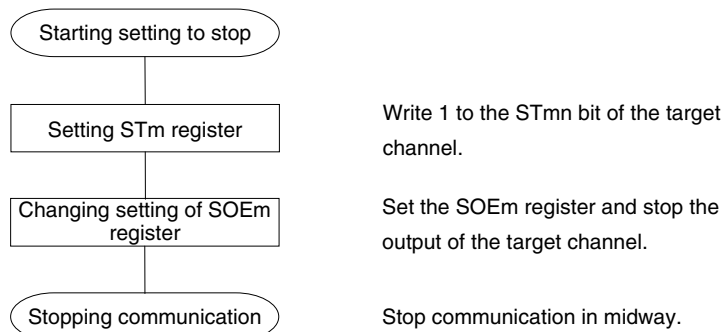 Starting setting to stop
Setting STm register
Write 1 to the STmn bit of the target
channel.
Changing setting of SOEm
register
Set the SOEm register and stop the
output of the target channel.
Stopping communication
Stop communication in midway.